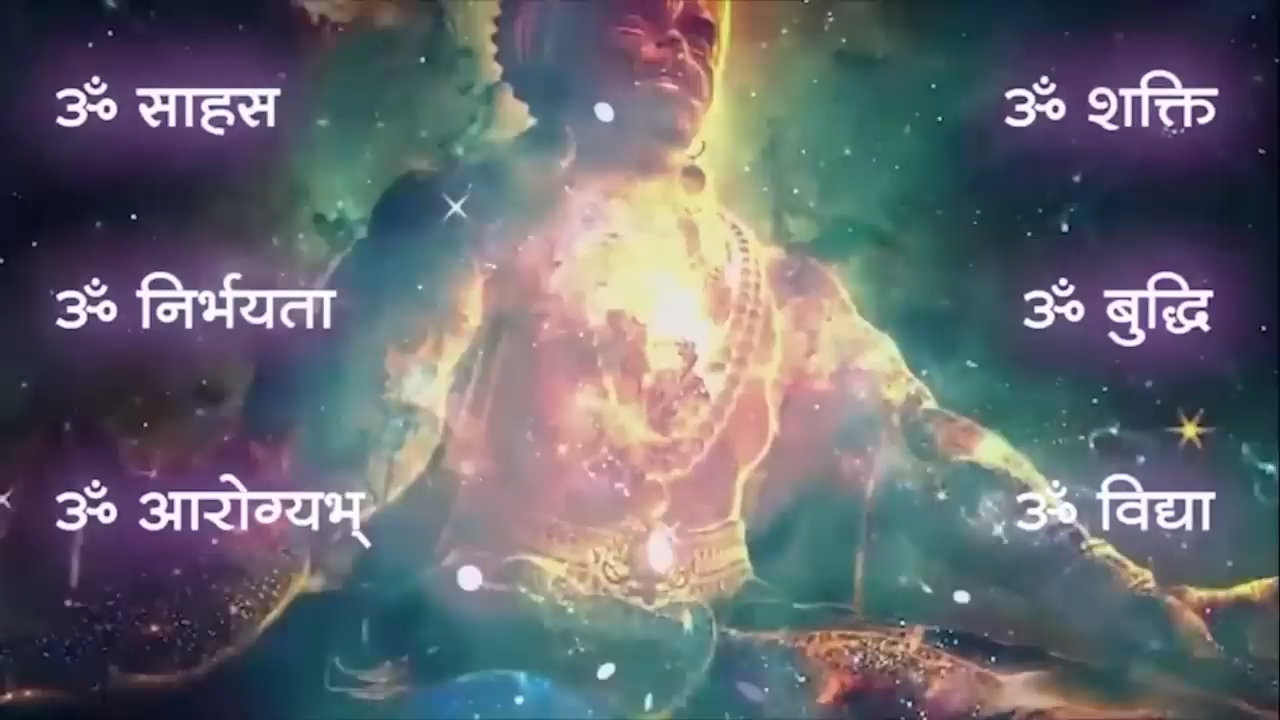 ॐ साहस
ॐ शक्ति
ॐ निर्भयता
ॐ बुद्धि
ॐ आरोग्यभ्
ॐ विद्या